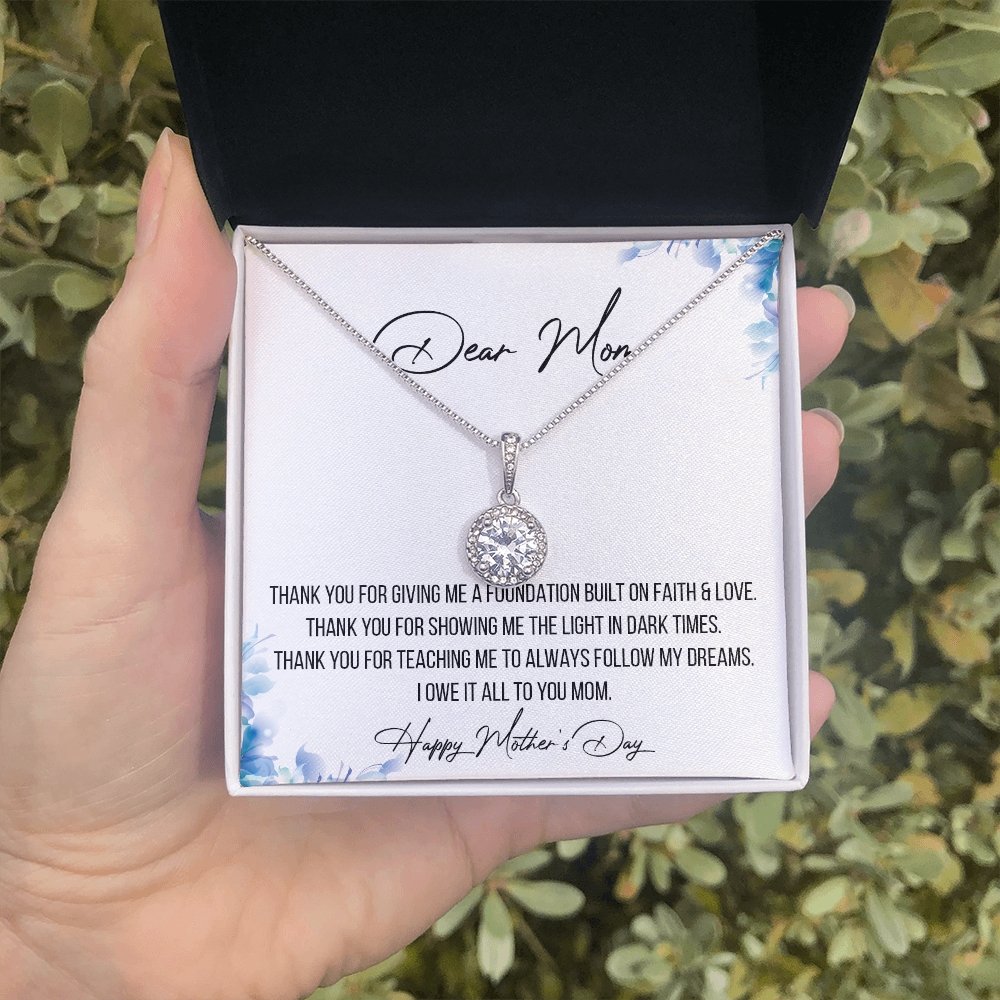 Dear Mom
THANK YOU FOR GIVING ME A FOUNDATION BUILT ON FAITH & LOVE.
THANK YOU FOR SHOWING ME THE LIGHT IN DARK TIMES.
THANK YOU FOR TEACHING ME TO ALWAYS FOLLOW MY DREAMS.
I OWE IT ALL TO YOU MOM.
Happy Mother's Day